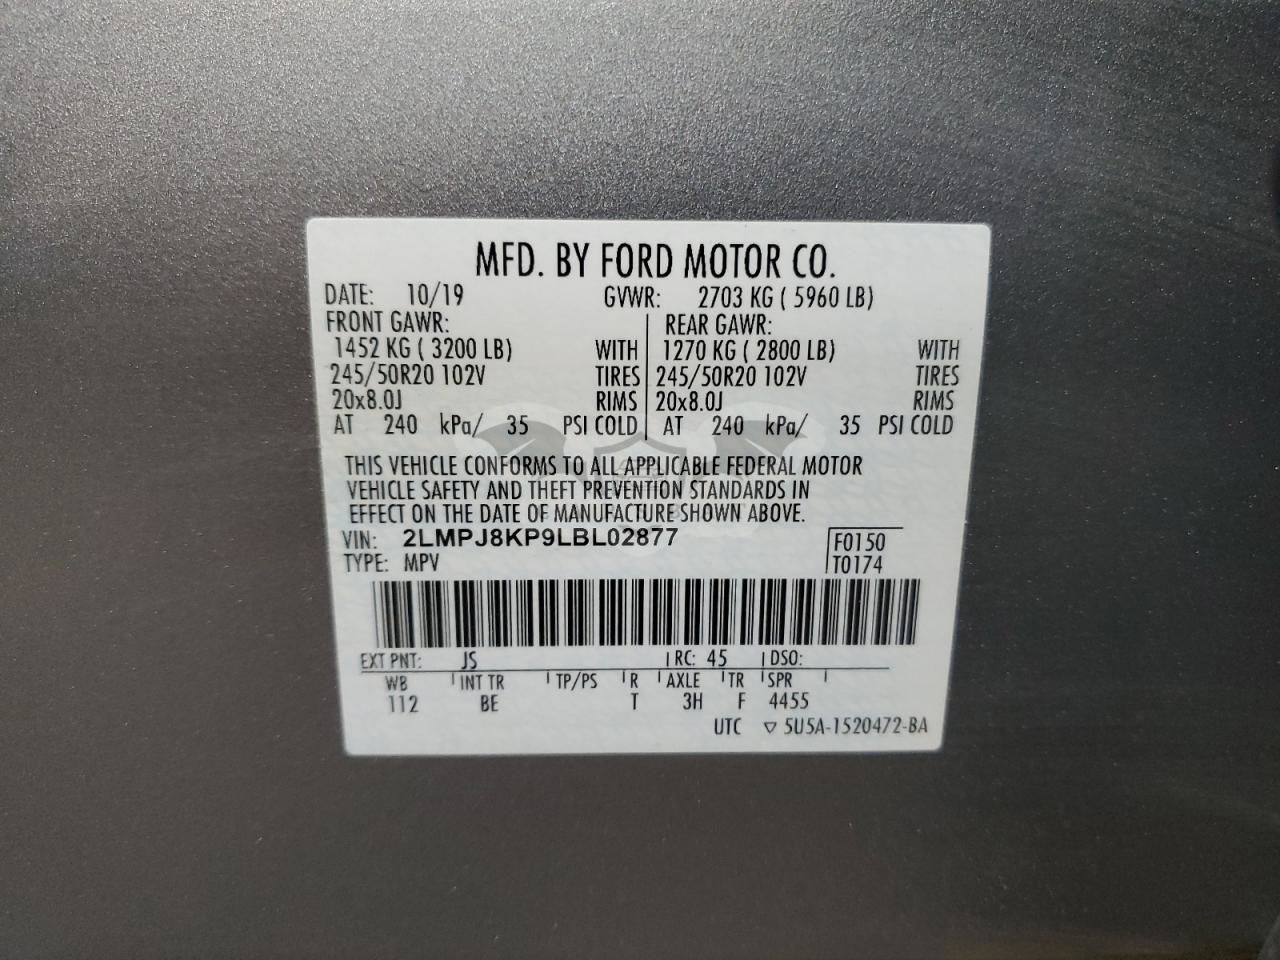 MFD. BY FORD MOTOR CO.
DATE: 10/19 GVWR: 2703 KG ( 5960 LB)
FRONT GAWR: REAR GAWR:
1452 KG ( 3200 LB) WITH 1270 KG ( 2800 LB) WITH
245/50R20 102V TIRES 245/50R20 102V TIRES
20x8.0J RIMS 20x8.0J RIMS
AT 240 kPa/ 35 PSI COLD AT 240 kPa/ 35 PSI COLD
THIS VEHICLE CONFORMS TO ALL APPLICABLE FEDERAL MOTOR
VEHICLE SAFETY AND THEFT PREVENTION STANDARDS IN
EFFECT ON THE DATE OF MANUFACTURE SHOWN ABOVE.
VIN: 2LMPJ8KP9LBL02877 F0150
TYPE: MPV T0174
EXT PNT: JS RC: 45 DSO:
WB INT TR TP/PS R AXLE TR SPR
112 BE T 3H F 4455
UTC ▽ 5U5A-1520472-BA